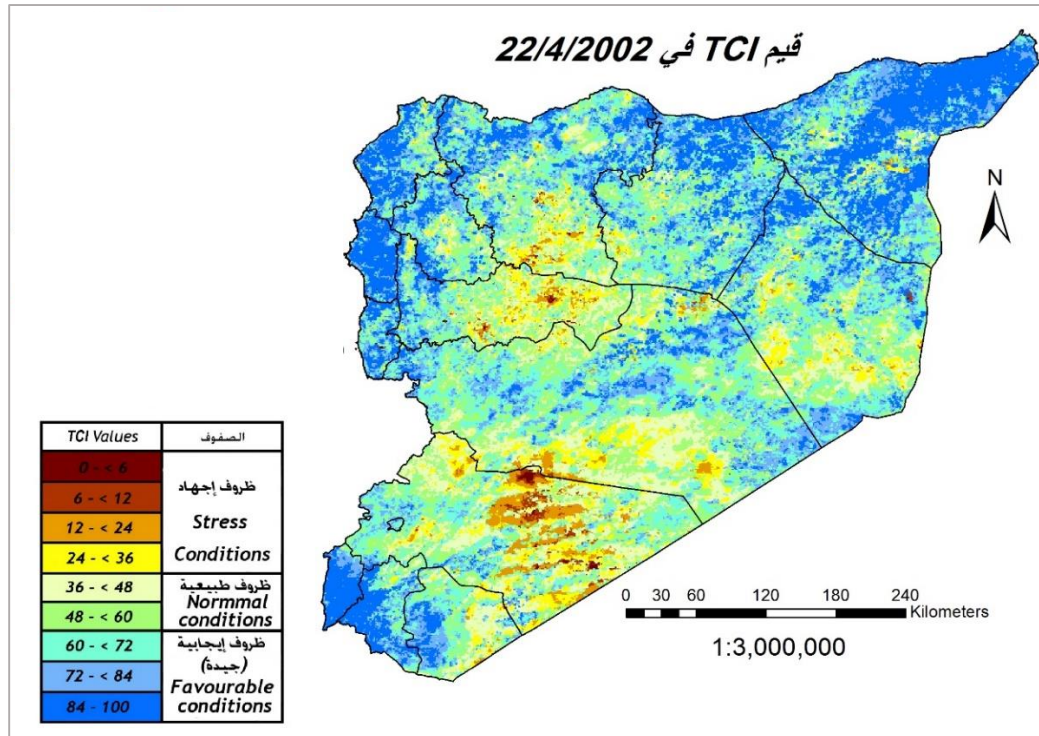 قيم TCI في 22/4/2002
N
TCI Values الصفوف
0 - < 6
6 - < 12
12 - < 24
24 - < 36
ظروف إجهاد
Stress
Conditions
36 - < 48
48 - < 60
ظروف طبيعية
Normmal
conditions
60 - < 72
72 - < 84
84 - 100
ظروف إيجابية
(جيدة)
Favourable
conditions
0 30 60 120 180 240
Kilometers
1:3,000,000